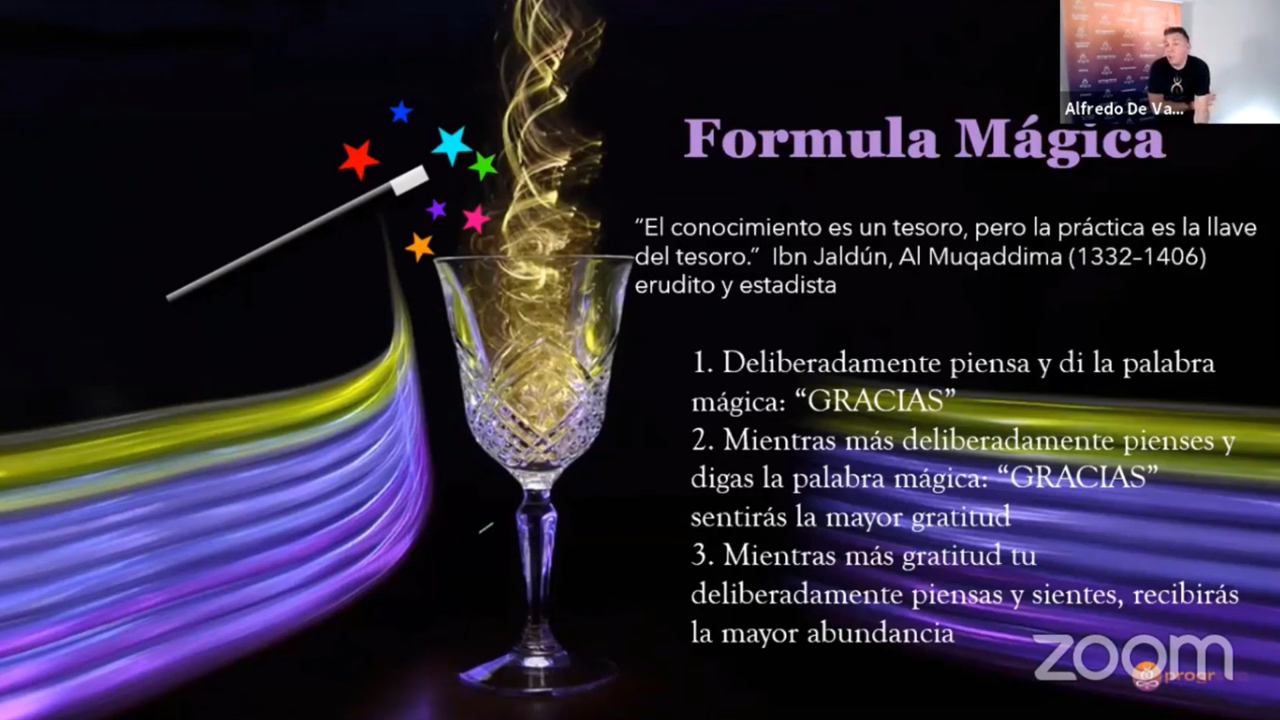 Alfredo De Va...
Formula Mágica
“El conocimiento es un tesoro, pero la práctica es la llave
del tesoro.” Ibn Jaldún, Al Muqaddima (1332–1406)
erudito y estadista
1. Deliberadamente piensa y di la palabra
mágica: “GRACIAS”
2. Mientras más deliberadamente pienses y
digas la palabra mágica: “GRACIAS”
sentirás la mayor gratitud
3. Mientras más gratitud tu
deliberadamente piensas y sientes, recibirás
la mayor abundancia
zoom
progr